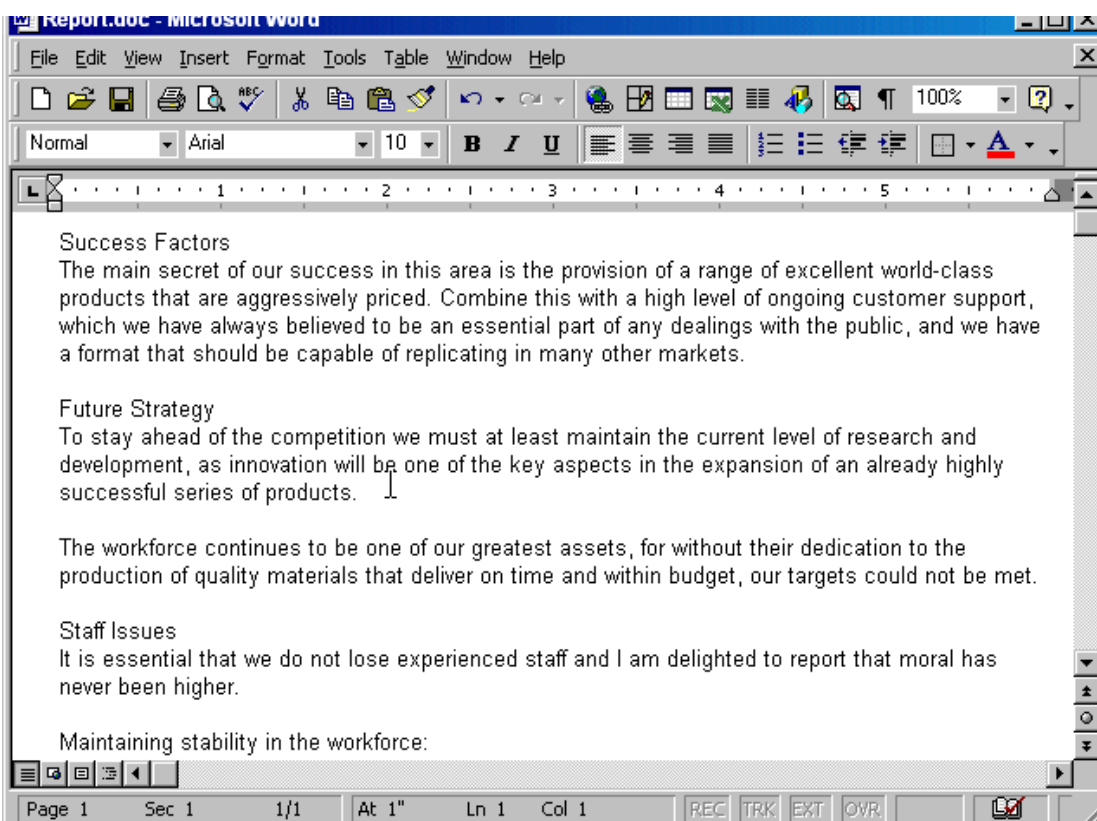 Report.doc - Microsoft Word
File Edit View Insert Format Tools Table Window Help
ABC 100%
Normal Arial 10 B I U A
1 2 3 4 5
Success Factors
The main secret of our success in this area is the provision of a range of excellent world-class
products that are aggressively priced. Combine this with a high level of ongoing customer support,
which we have always believed to be an essential part of any dealings with the public, and we have
a format that should be capable of replicating in many other markets.
Future Strategy
To stay ahead of the competition we must at least maintain the current level of research and
development, as innovation will be one of the key aspects in the expansion of an already highly
successful series of products.
The workforce continues to be one of our greatest assets, for without their dedication to the
production of quality materials that deliver on time and within budget, our targets could not be met.
Staff Issues
It is essential that we do not lose experienced staff and I am delighted to report that moral has
never been higher.
Maintaining stability in the workforce:
Page 1 Sec 1 1/1 At 1" Ln 1 Col 1 REC TRK EXT OVR